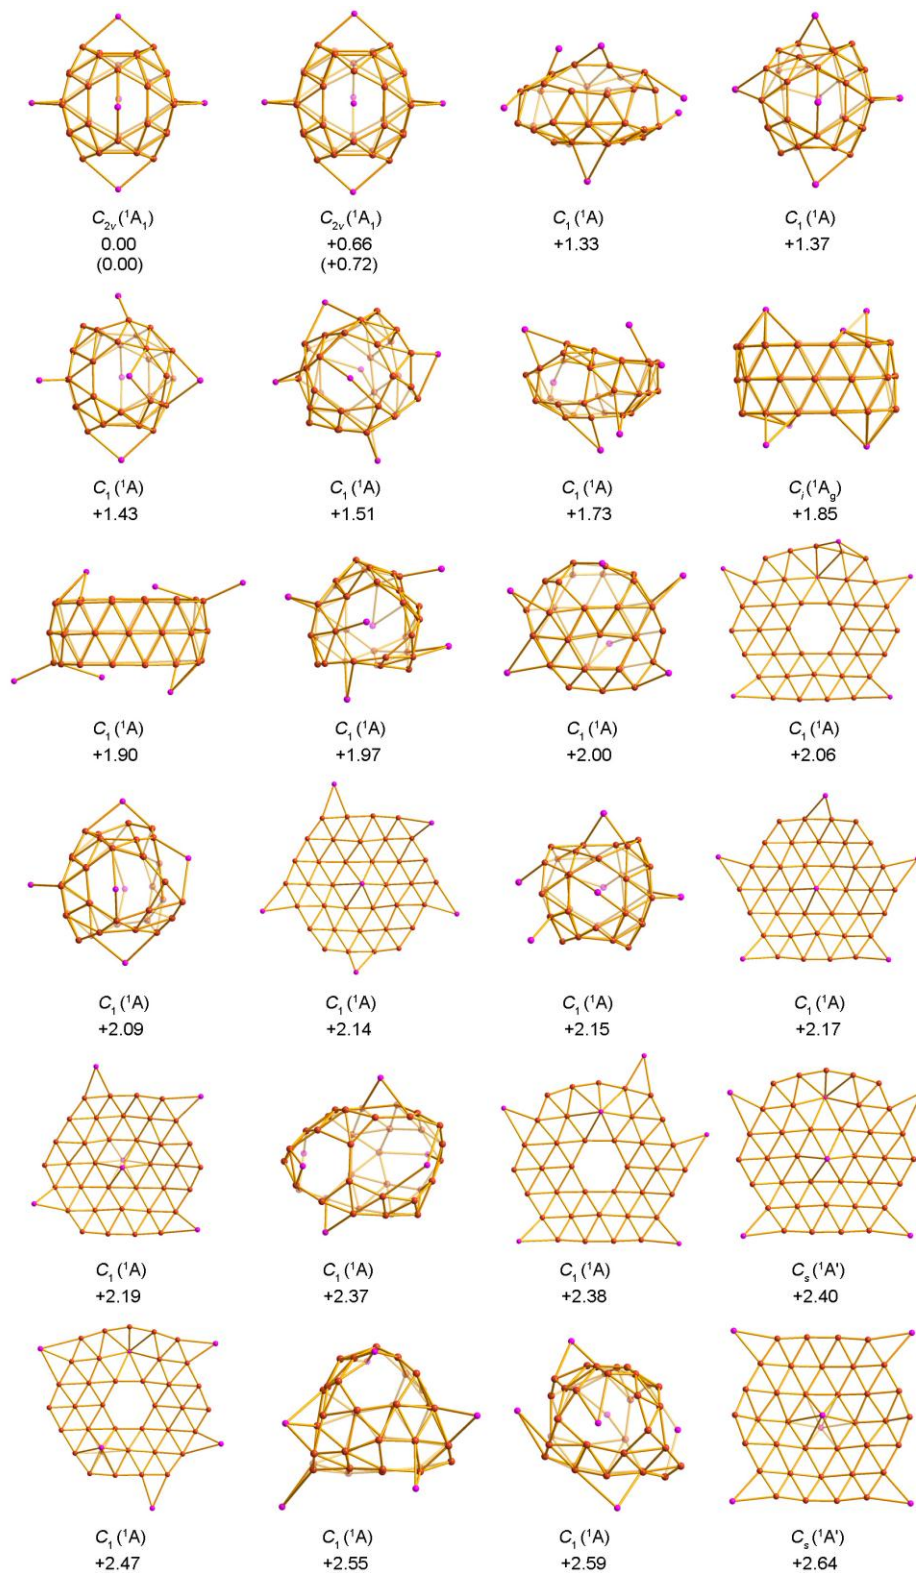 C2v (¹A1) C2v (¹A1) C1 (¹A) C1 (¹A)
0.00 +0.66 +1.33 +1.37
(0.00) (+0.72)
C1 (¹A) C1 (¹A) C1 (¹A) Ci (¹Ag)
+1.43 +1.51 +1.73 +1.85
C1 (¹A) C1 (¹A) C1 (¹A) C1 (¹A)
+1.90 +1.97 +2.00 +2.06
C1 (¹A) C1 (¹A) C1 (¹A) C1 (¹A)
+2.09 +2.14 +2.15 +2.17
C1 (¹A) C1 (¹A) C1 (¹A) Cs (¹A')
+2.19 +2.37 +2.38 +2.40
C1 (¹A) C1 (¹A) C1 (¹A) Cs (¹A')
+2.47 +2.55 +2.59 +2.64